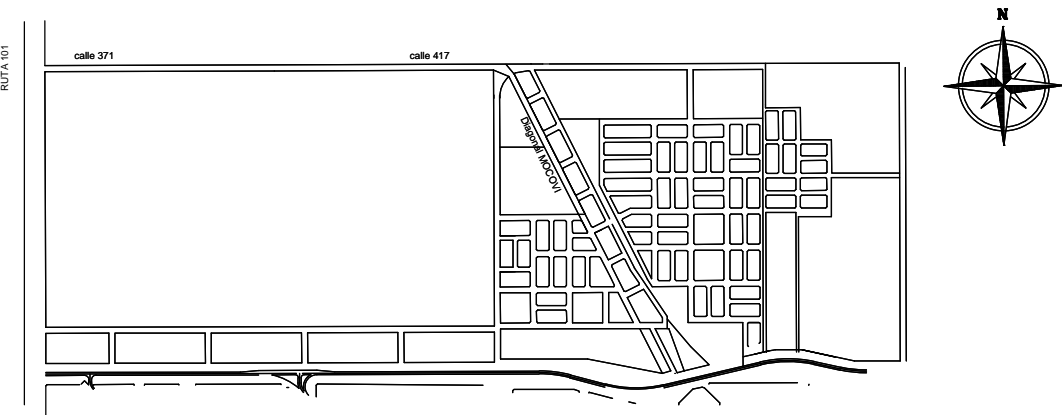 N
RUTA 101
calle 371
calle 417
Diagonal MOCOVI